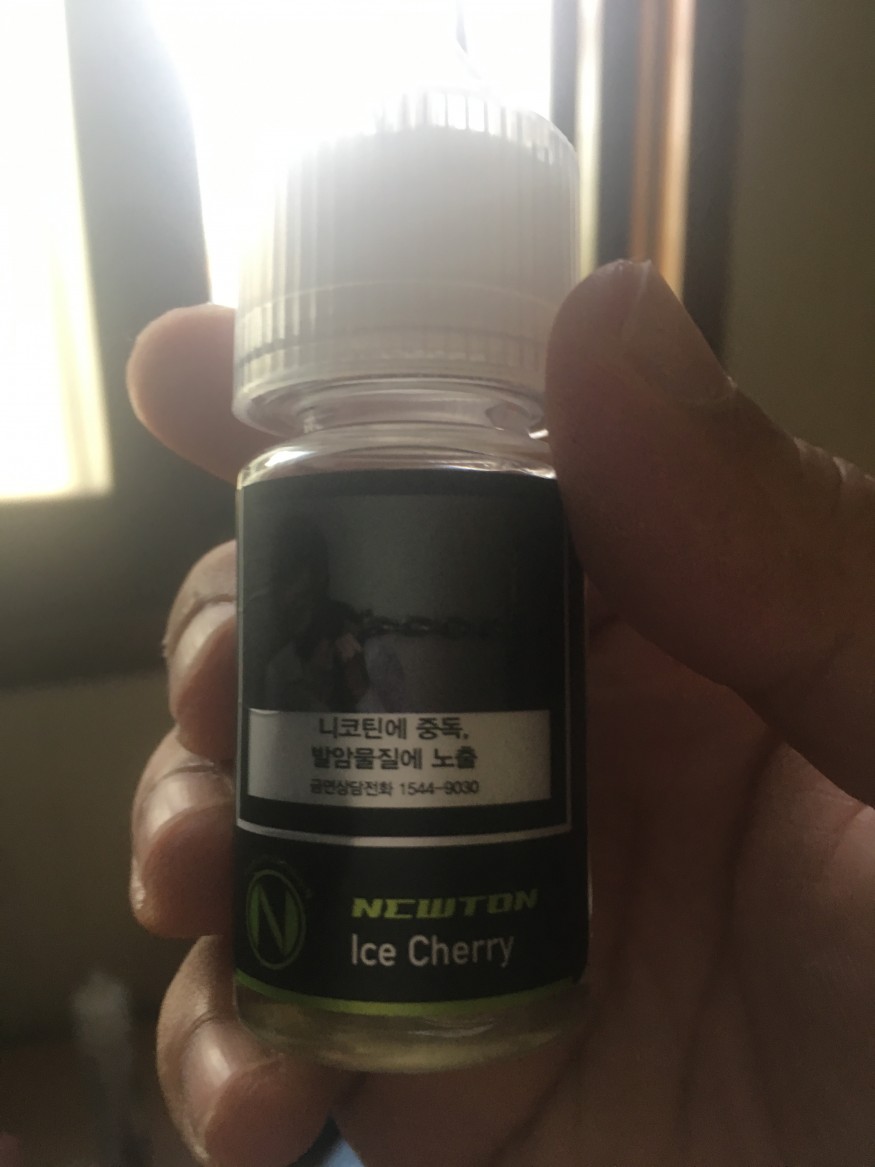 니코틴에 중독,
발암물질에 노출
금연상담전화 1544-9030
N
NEWTON
Ice Cherry